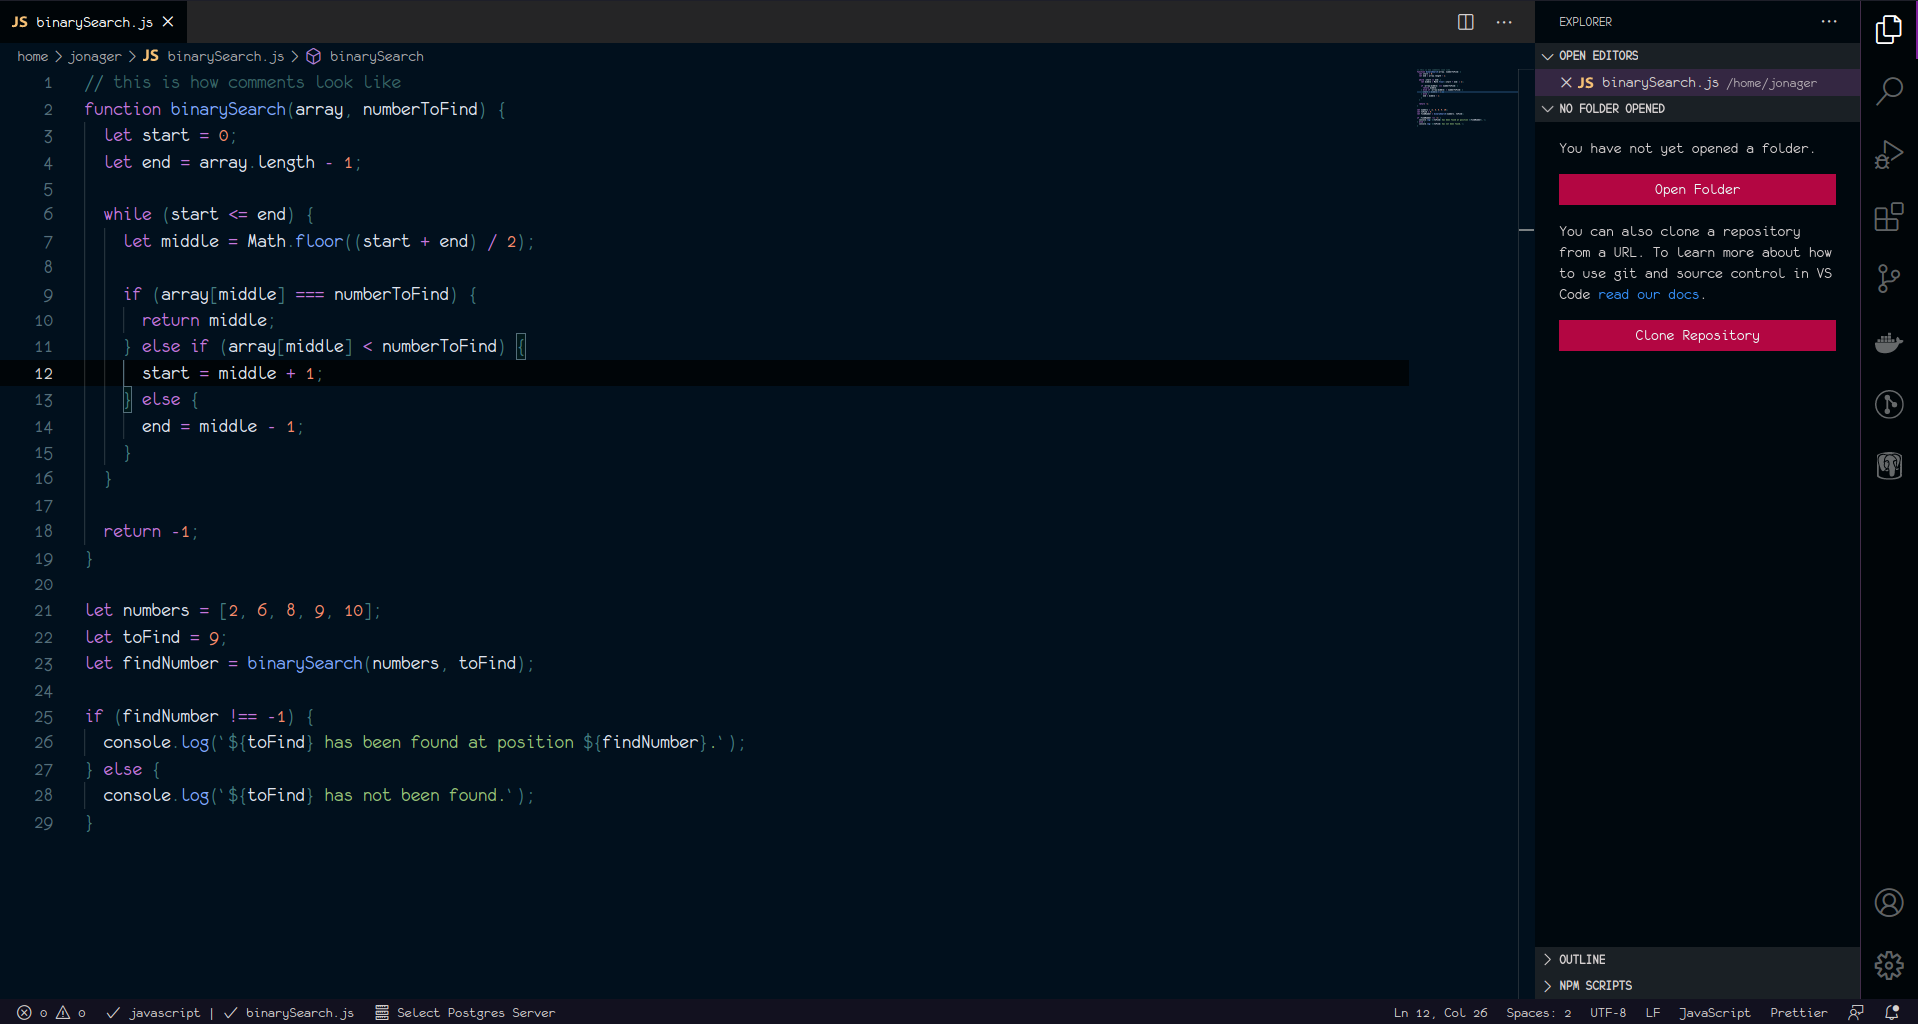 JS binarySearch.js
home > jonager > JS binarySearch.js > binarySearch
1 // this is how comments look like
2 function binarySearch(array, numberToFind) {
3 let start = 0;
4 let end = array.length - 1;
5
6 while (start <= end) {
7 let middle = Math.floor((start + end) / 2);
8
9 if (array[middle] === numberToFind) {
10 return middle;
11 } else if (array[middle] < numberToFind) {
12 start = middle + 1;
13 } else {
14 end = middle - 1;
15 }
16 }
17
18 return -1;
19 }
20
21 let numbers = [2, 6, 8, 9, 10];
22 let toFind = 9;
23 let findNumber = binarySearch(numbers, toFind);
24
25 if (findNumber !== -1) {
26 console.log(`${toFind} has been found at position ${findNumber}.`);
27 } else {
28 console.log(`${toFind} has not been found.`);
29 }
EXPLORER
OPEN EDITORS
JS binarySearch.js /home/jonager
NO FOLDER OPENED
You have not yet opened a folder.
Open Folder
You can also clone a repository
from a URL. To learn more about how
to use git and source control in VS
Code read our docs.
Clone Repository
OUTLINE
NPM SCRIPTS
0 0 javascript | binarySearch.js Select Postgres Server Ln 12, Col 26 Spaces: 2 UTF-8 LF JavaScript Prettier